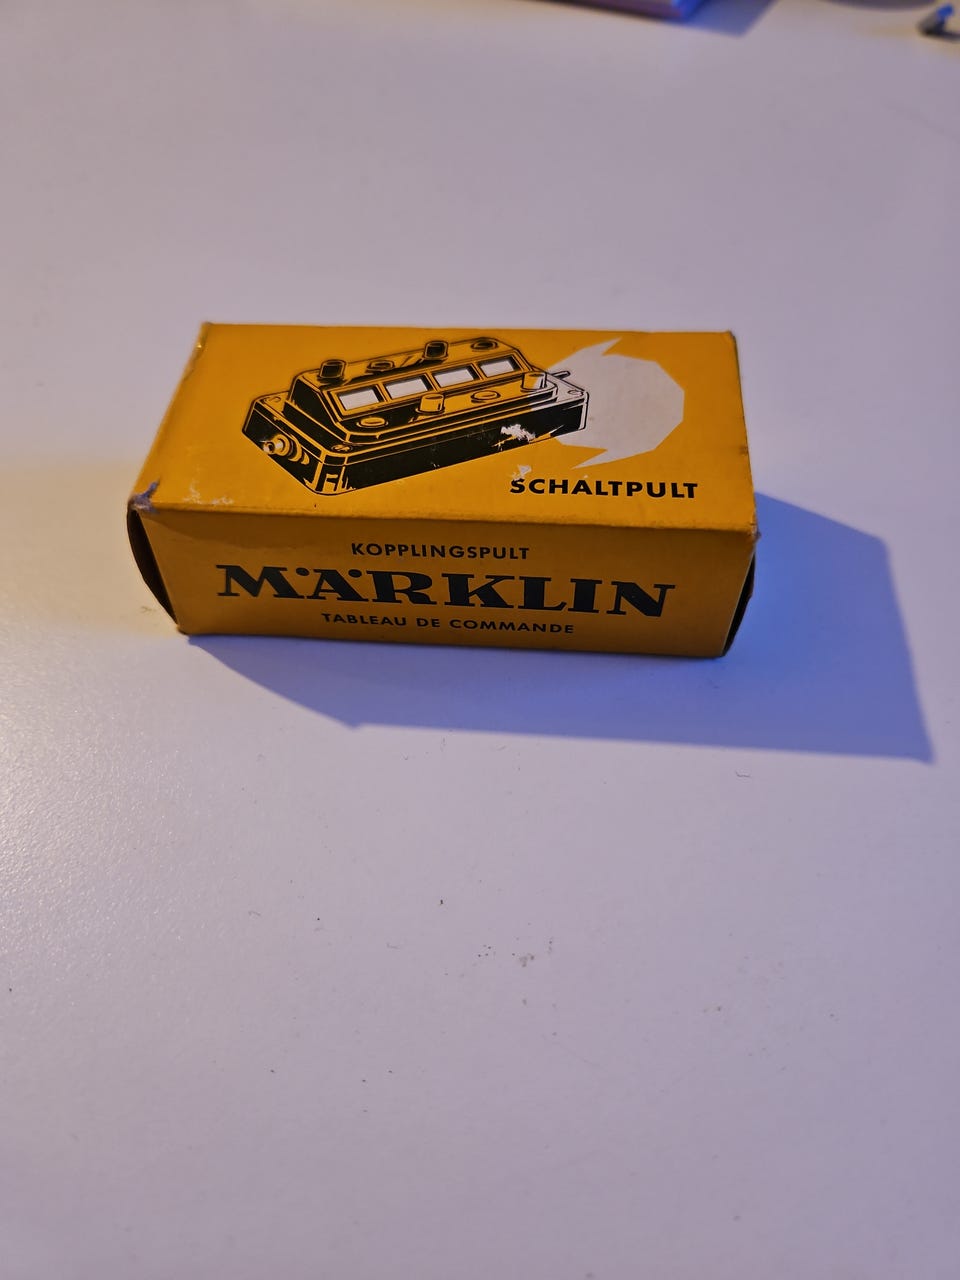 SCHALTPULT
KOPPLINGSPULT
MÄRKLIN
TABLEAU DE COMMANDE